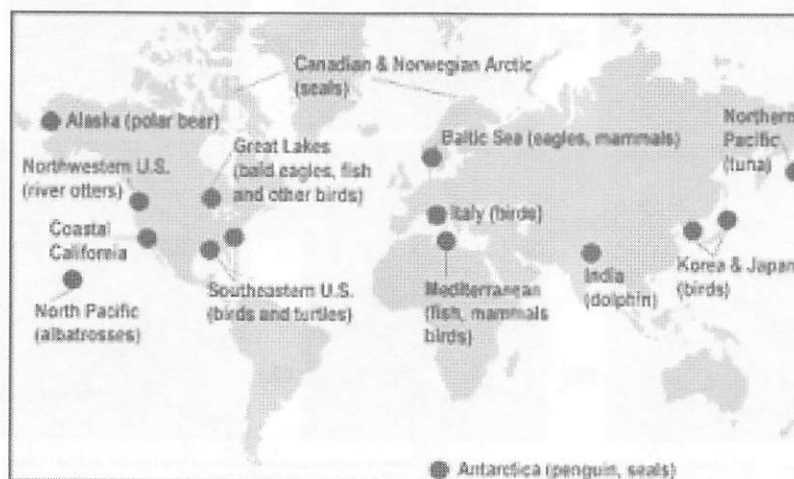 Canadian & Norwegian Arctic
(seals)
Alaska (polar bear)
Great Lakes
(bald eagles, fish
and other birds)
Baltic Sea (eagles, mammals)
Northern
Pacific
(tuna)
Northwestern U.S.
(river otters)
Italy (birds)
Coastal
California
Southeastern U.S.
(birds and turtles)
Mediterranean
(fish, mammals
birds)
India
(dolphin)
Korea & Japan
(birds)
North Pacific
(albatrosses)
Antarctica (penguin, seals)